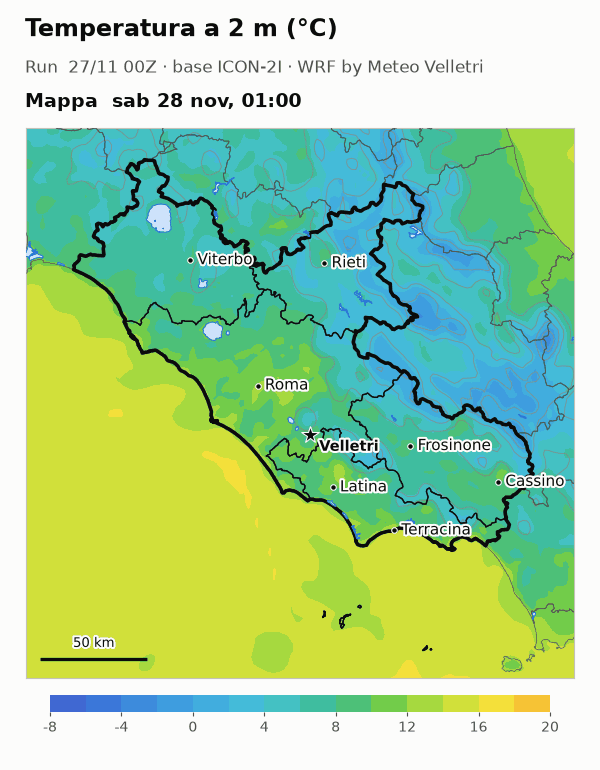 Temperatura a 2 m (°C)
Run  27/11 00Z · base ICON-2I · WRF by Meteo Velletri
Mappa  sab 28 nov, 01:00
Viterbo
Rieti
Roma
Velletri
Frosinone
Latina
Cassino
Terracina
50 km
-8 -4 0 4 8 12 16 20